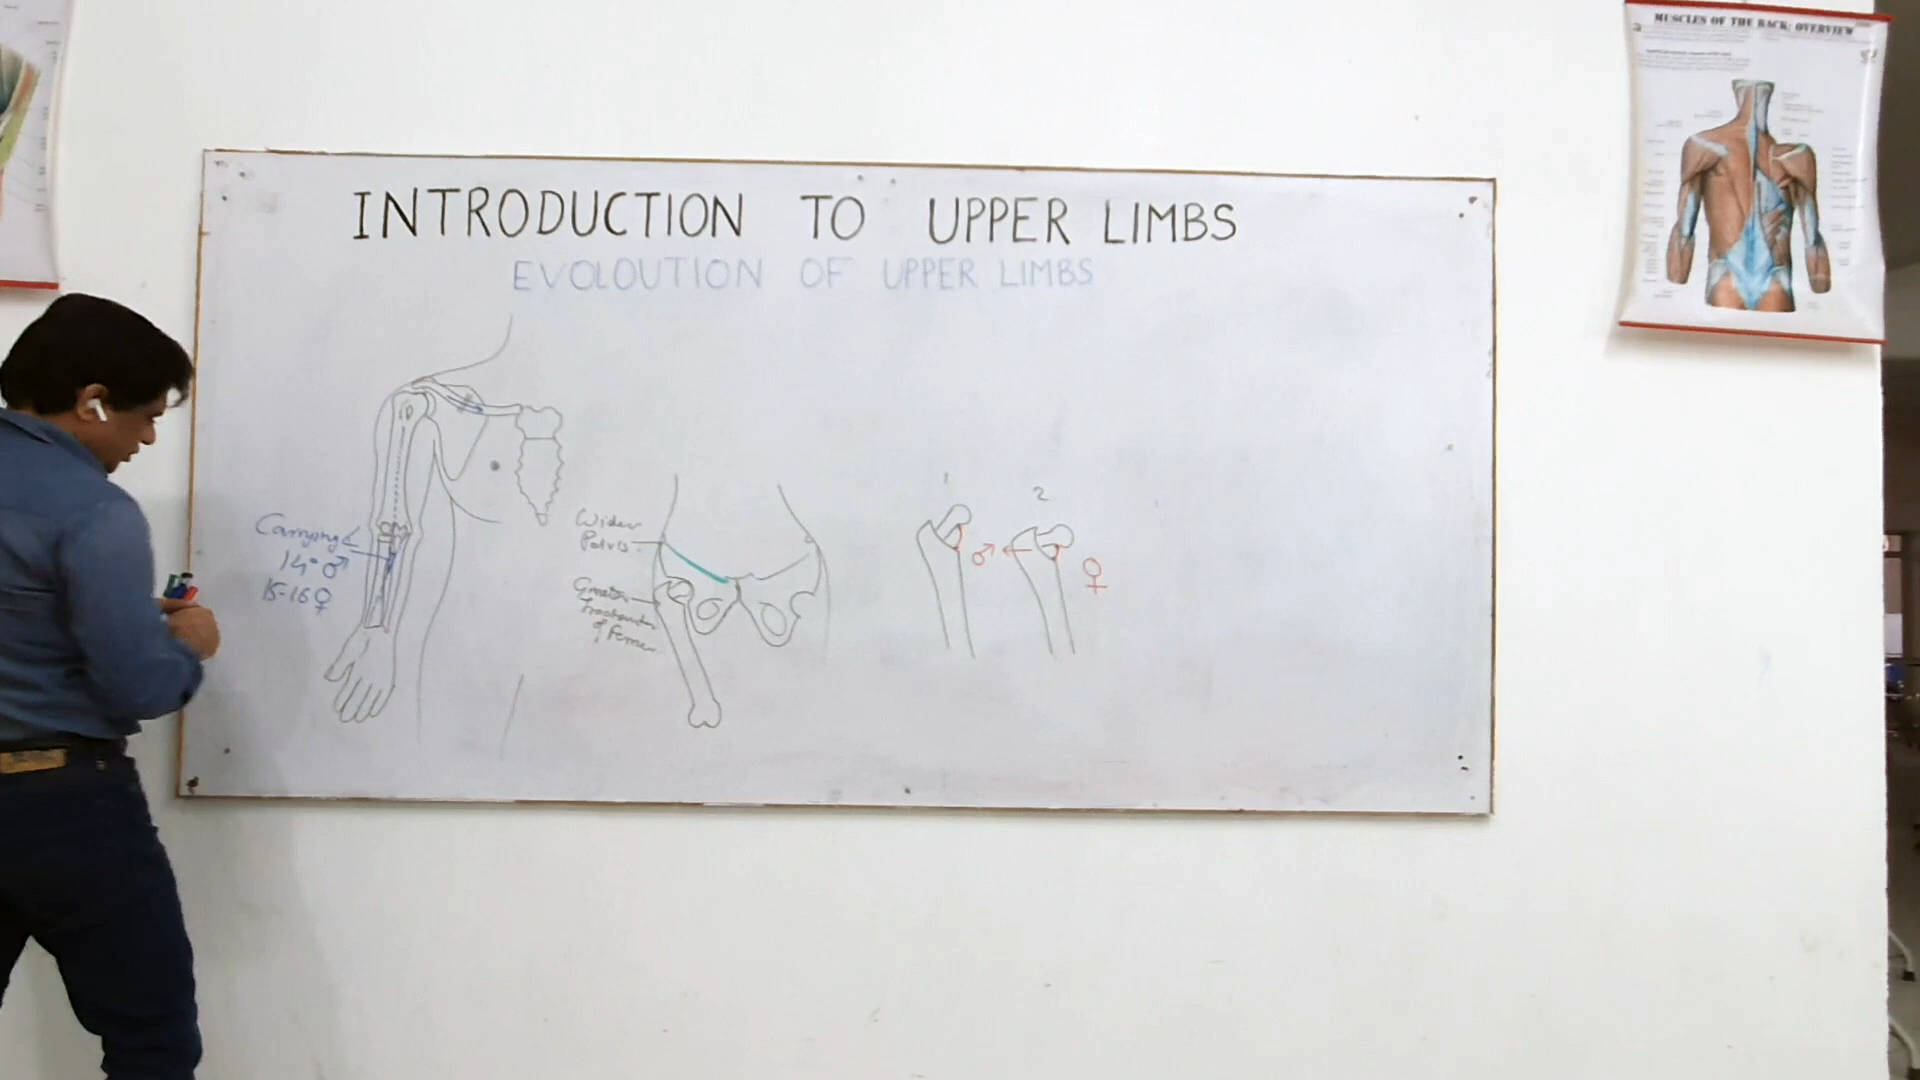 MUSCLES OF THE BACK: OVERVIEW
INTRODUCTION TO UPPER LIMBS
EVOLOUTION OF UPPER LIMBS
Carrying ∠
14° ♂
15-16 ♀
Wider
Pelvis
Greater
Trochanter
of Femur
1
2
♂
♀